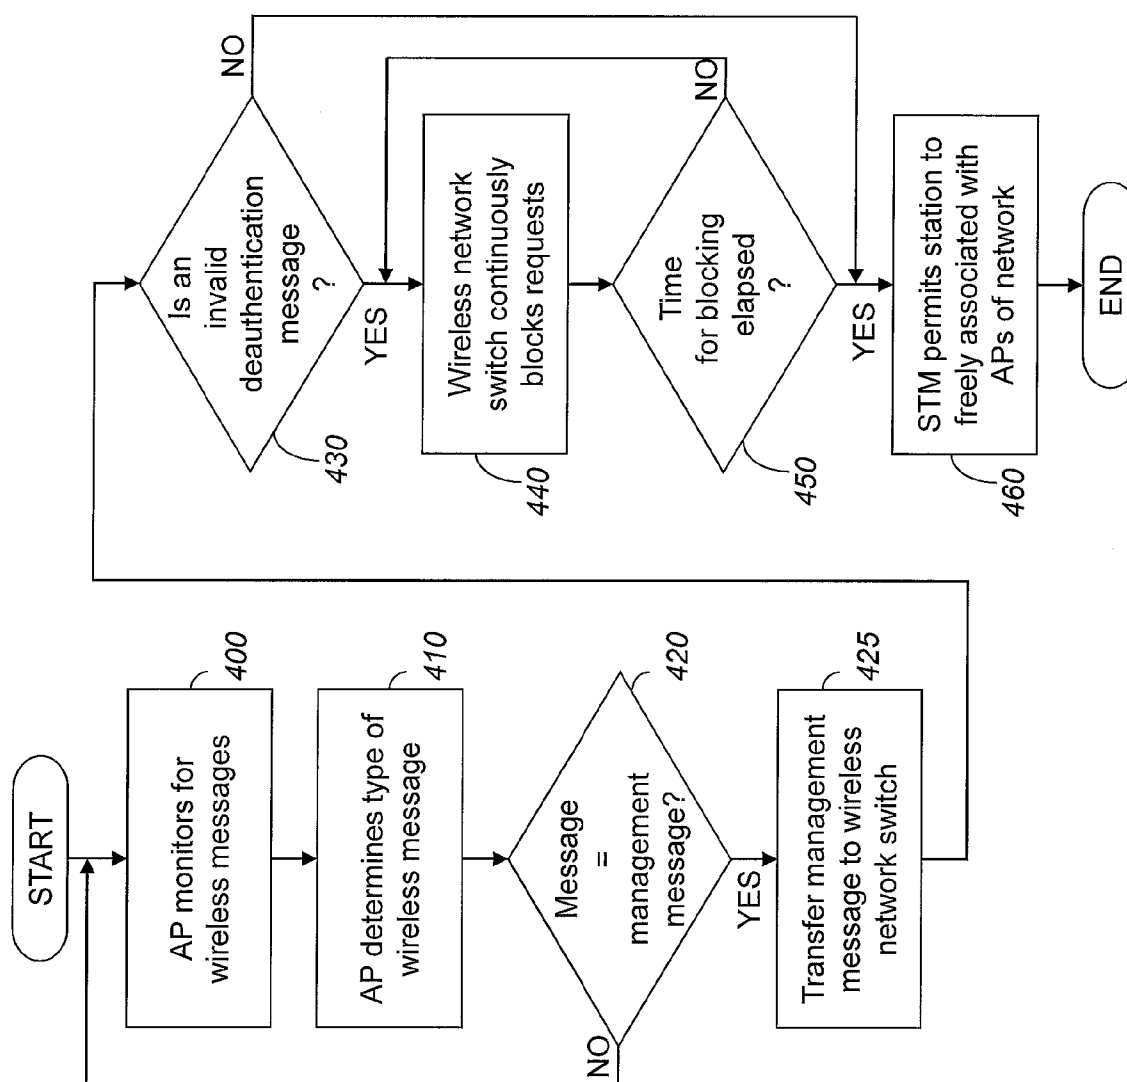 START
AP monitors for
wireless messages
400
AP determines type of
wireless message
410
Message
=
management
message?
420
NO
YES
Transfer management
message to wireless
network switch
425
Is an
invalid
deauthentication
message
?
430
NO
YES
Wireless network
switch continuously
blocks requests
440
Time
for blocking
elapsed
?
450
NO
YES
STM permits station to
freely associated with
APs of network
460
END